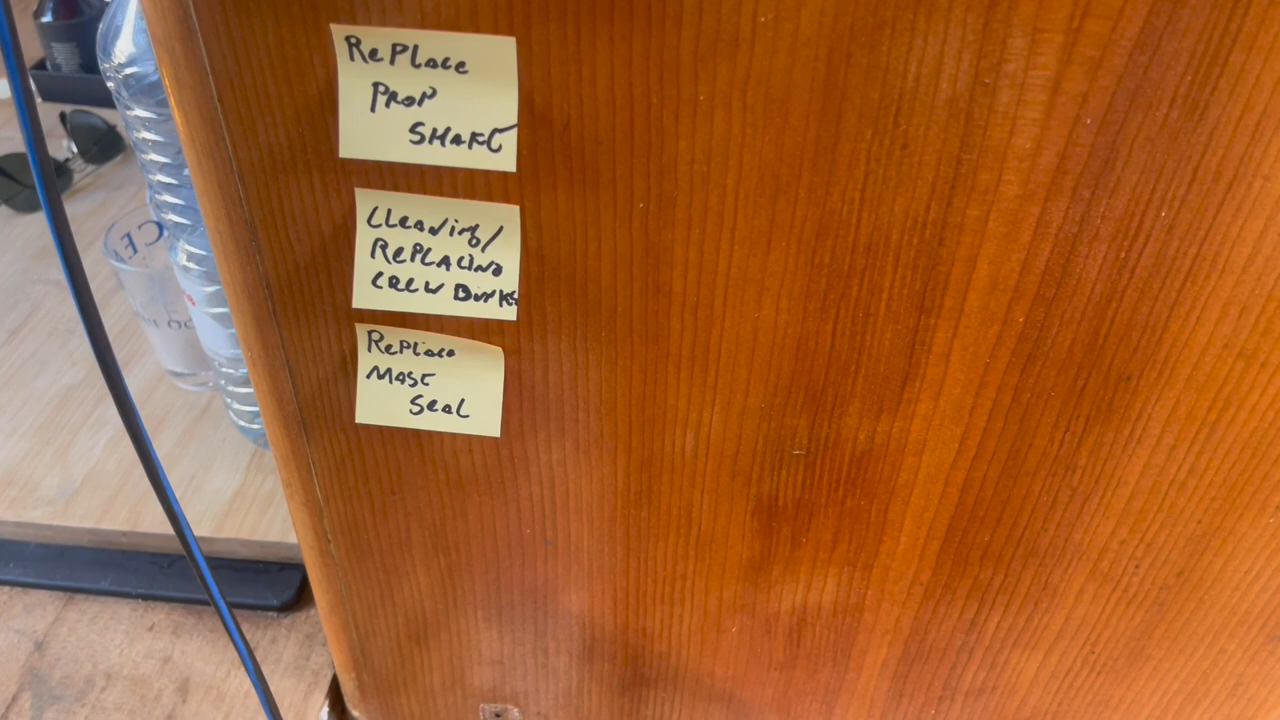 Replace
Prop
SHAFT
Cleaning/
REPLACING
CREW BUNKS
Replace
MAST
Seal